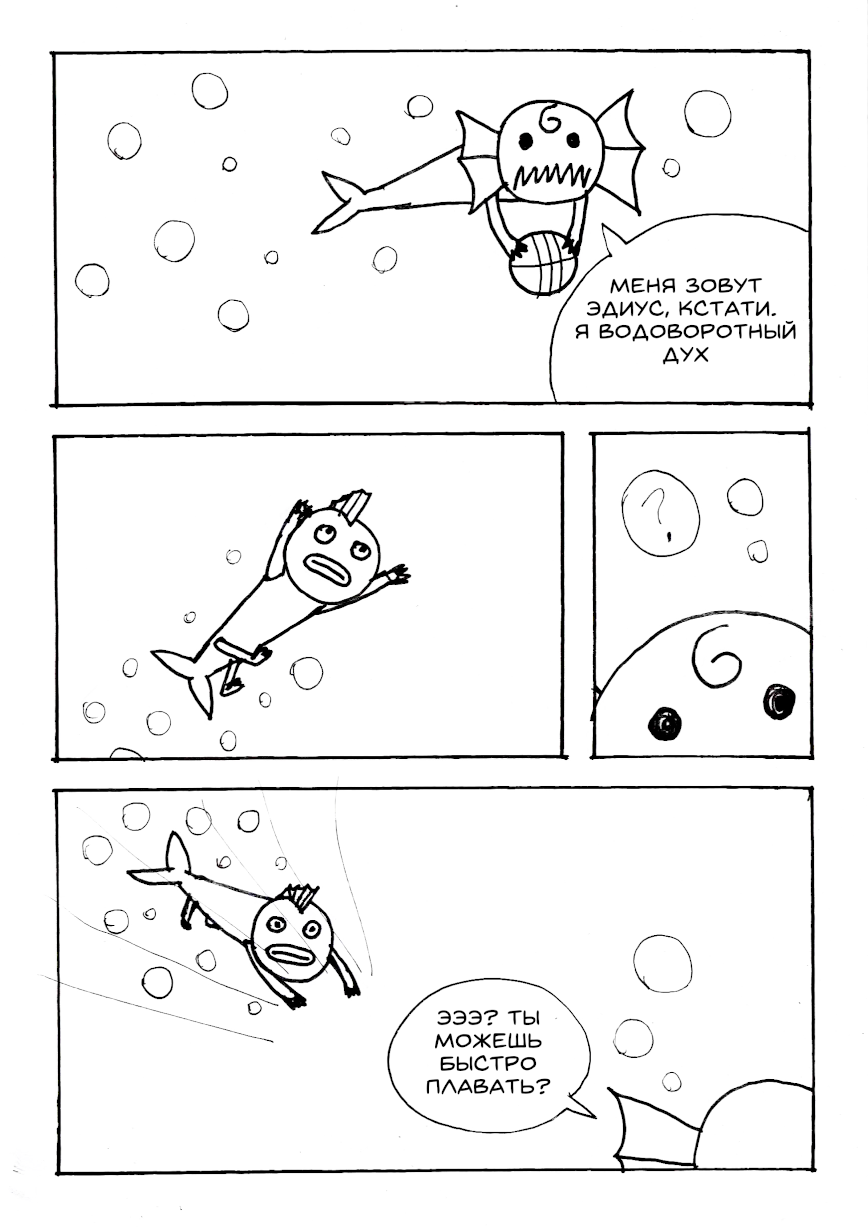 МЕНЯ ЗОВУТ
ЭДИУС, КСТАТИ.
Я ВОДОВОРОТНЫЙ
ДУХ
?
ЭЭЭ? ТЫ
МОЖЕШЬ
БЫСТРО
ПЛАВАТЬ?